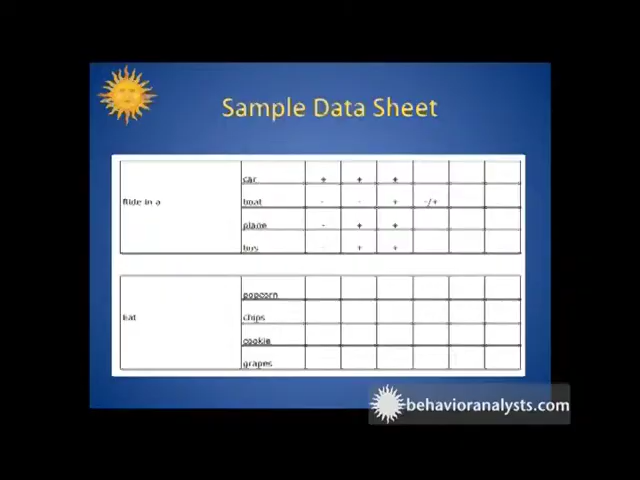 Sample Data Sheet
car + + +
Ride in a boat - - + -/+
plane - + +
bus + +
popcorn
Eat chips
cookie
grapes
behavioranalysts.com